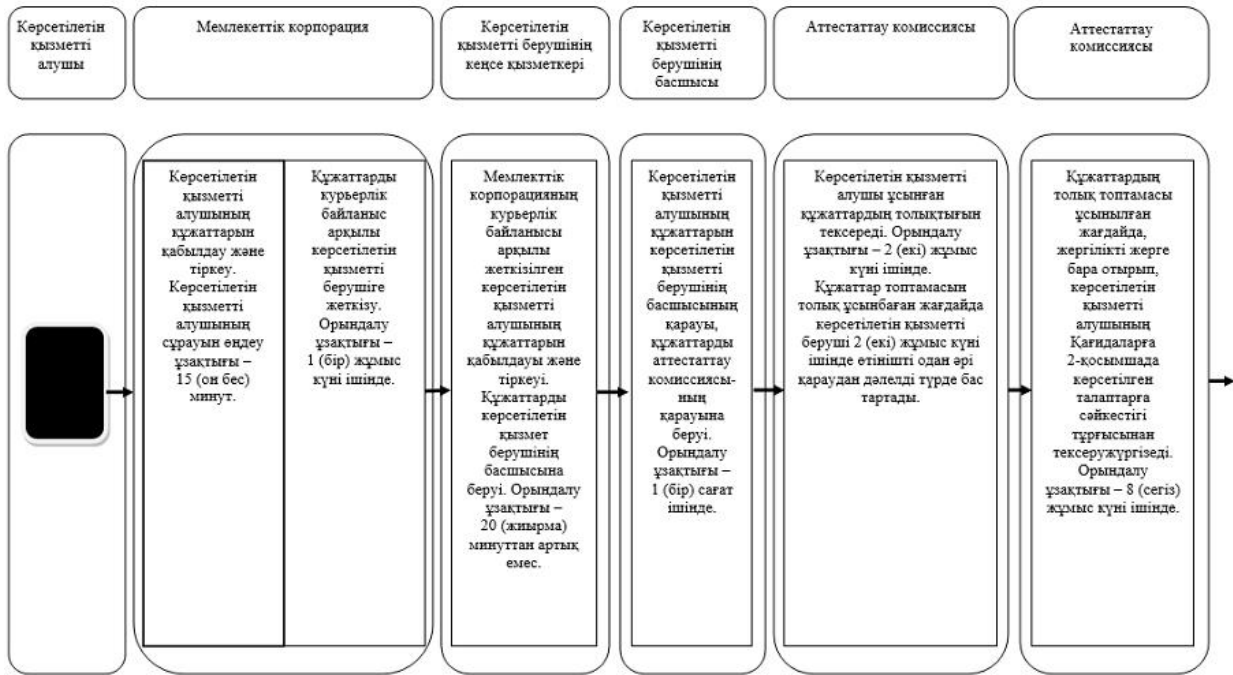 Көрсетілетін
қызметті
алушы
Мемлекеттік корпорация
Көрсетілетін
қызметті берушінің
кеңсе қызметкері
Көрсетілетін
қызметті
берушінің
басшысы
Аттестаттау комиссиясы
Аттестаттау
комиссиясы
Көрсетілетін
қызметті
алушының
құжаттарын
қабылдау және
тіркеу.
Көрсетілетін
қызметті
алушының
сұрауын өңдеу
ұзақтығы –
15 (он бес)
минут.
Құжаттарды
курьерлік
байланыс
арқылы
көрсетілетін
қызметті
берушіге
жеткізу.
Орындалу
ұзақтығы –
1 (бір) жұмыс
күні ішінде.
Мемлекттік
корпорацияның
курьерлік
байланысы
арқылы
жеткізілген
көрсетілетін
қызметті
алушының
құжаттарын
қабылдауы және
тіркеуі.
Құжаттарды
көрсетілетін
қызмет
берушінің
басшысына
беруі. Орындалу
ұзақтығы –
20 (жиырма)
минуттан артық
емес.
Көрсетілетін
қызметті
алушының
құжаттарын
көрсетілетін
қызметті
берушінің
басшысының
қарауы,
құжаттарды
аттестаттау
комиссиясы-
ның
қарауына
беруі.
Орындалу
ұзақтығы –
1 (бір) сағат
ішінде.
Көрсетілетін қызметті
алушы ұсынған
құжаттардың толықтығын
тексереді. Орындалу
ұзақтығы – 2 (екі) жұмыс
күні ішінде.
Құжаттар топтамасын
толық ұсынбаған жағдайда
көрсетілетін қызметті
беруші 2 (екі) жұмыс күні
ішінде өтінішті одан әрі
қараудан дәлелді түрде бас
тартады.
Құжаттардың
толық топтамасы
ұсынылған
жағдайда,
жергілікті жерге
бара отырып,
көрсетілетін
қызметті
алушының
Қағидаларға
2-қосымшада
көрсетілген
талаптарға
сәйкестігі
тұрғысынан
тексеружүргізеді.
Орындалу
ұзақтығы – 8 (сегіз)
жұмыс күні ішінде.